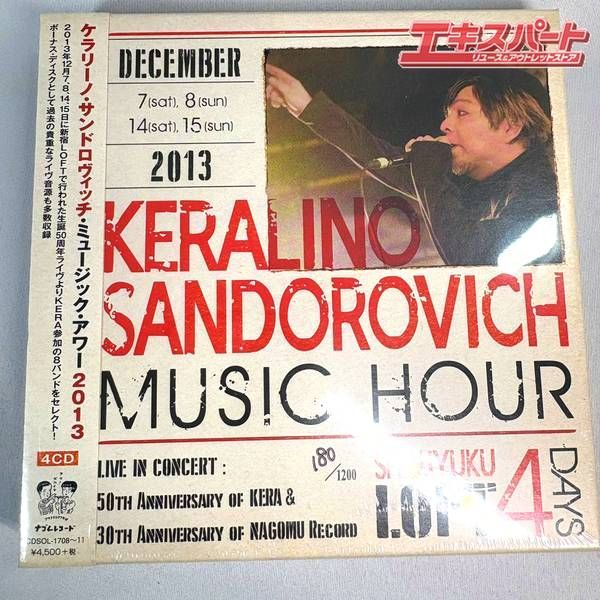 エキスパート
リユース&アウトレットストア
DECEMBER
7(sat), 8(sun)
14(sat), 15(sun)
2013
KERALINO
SANDOROVICH
MUSIC HOUR
LIVE IN CONCERT :
50TH ANNIVERSARY OF KERA &
30TH ANNIVERSARY OF NAGOMU RECORD
180/1200
LOFT
4
DAYS
ケラリーノ・サンドロヴィッチ・ミュージック・アワー2013
2013年12月7、8、14、15日に新宿LOFTで行われた生誕50周年ライヴよりKERA参加の8バンドをセレクト!
ボーナス・ディスクとして過去の貴重なライヴ音源も多数収録
4CD
ナゴムレコード
CDSOL-1708~11
¥4,500+税